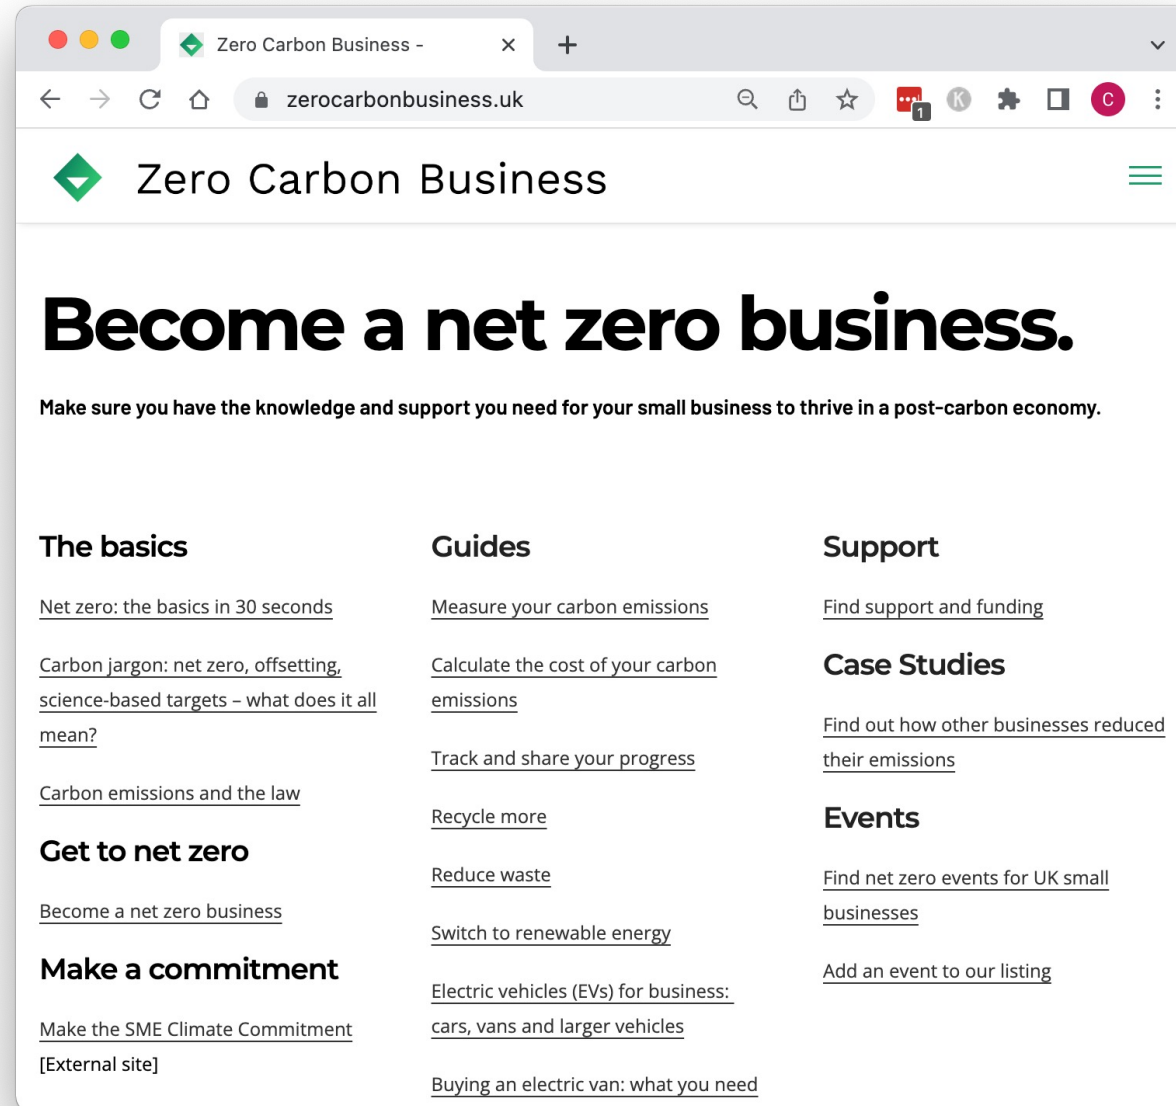 Zero Carbon Business -
zerocarbonbusiness.uk
1
K
C
Zero Carbon Business
Become a net zero business.
Make sure you have the knowledge and support you need for your small business to thrive in a post-carbon economy.
The basics
Net zero: the basics in 30 seconds
Carbon jargon: net zero, offsetting,
science-based targets – what does it all
mean?
Carbon emissions and the law
Get to net zero
Become a net zero business
Make a commitment
Make the SME Climate Commitment
[External site]
Guides
Measure your carbon emissions
Calculate the cost of your carbon
emissions
Track and share your progress
Recycle more
Reduce waste
Switch to renewable energy
Electric vehicles (EVs) for business:
cars, vans and larger vehicles
Buying an electric van: what you need
Support
Find support and funding
Case Studies
Find out how other businesses reduced
their emissions
Events
Find net zero events for UK small
businesses
Add an event to our listing